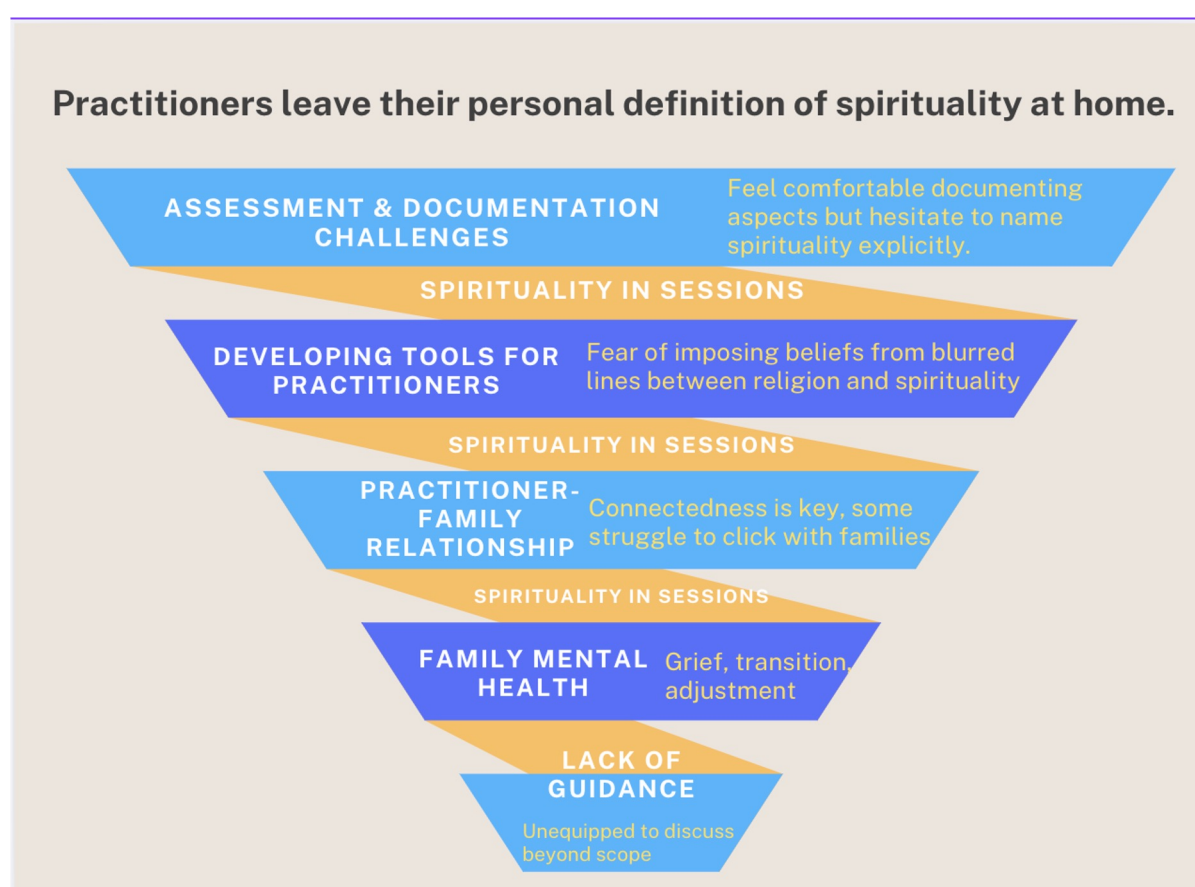 Practitioners leave their personal definition of spirituality at home.
ASSESSMENT & DOCUMENTATION
CHALLENGES
Feel comfortable documenting
aspects but hesitate to name
spirituality explicitly.
SPIRITUALITY IN SESSIONS
DEVELOPING TOOLS FOR
PRACTITIONERS
Fear of imposing beliefs from blurred
lines between religion and spirituality
SPIRITUALITY IN SESSIONS
PRACTITIONER-
FAMILY
RELATIONSHIP
Connectedness is key, some
struggle to click with families
SPIRITUALITY IN SESSIONS
FAMILY MENTAL
HEALTH
Grief, transition,
adjustment
LACK OF
GUIDANCE
Unequipped to discuss
beyond scope